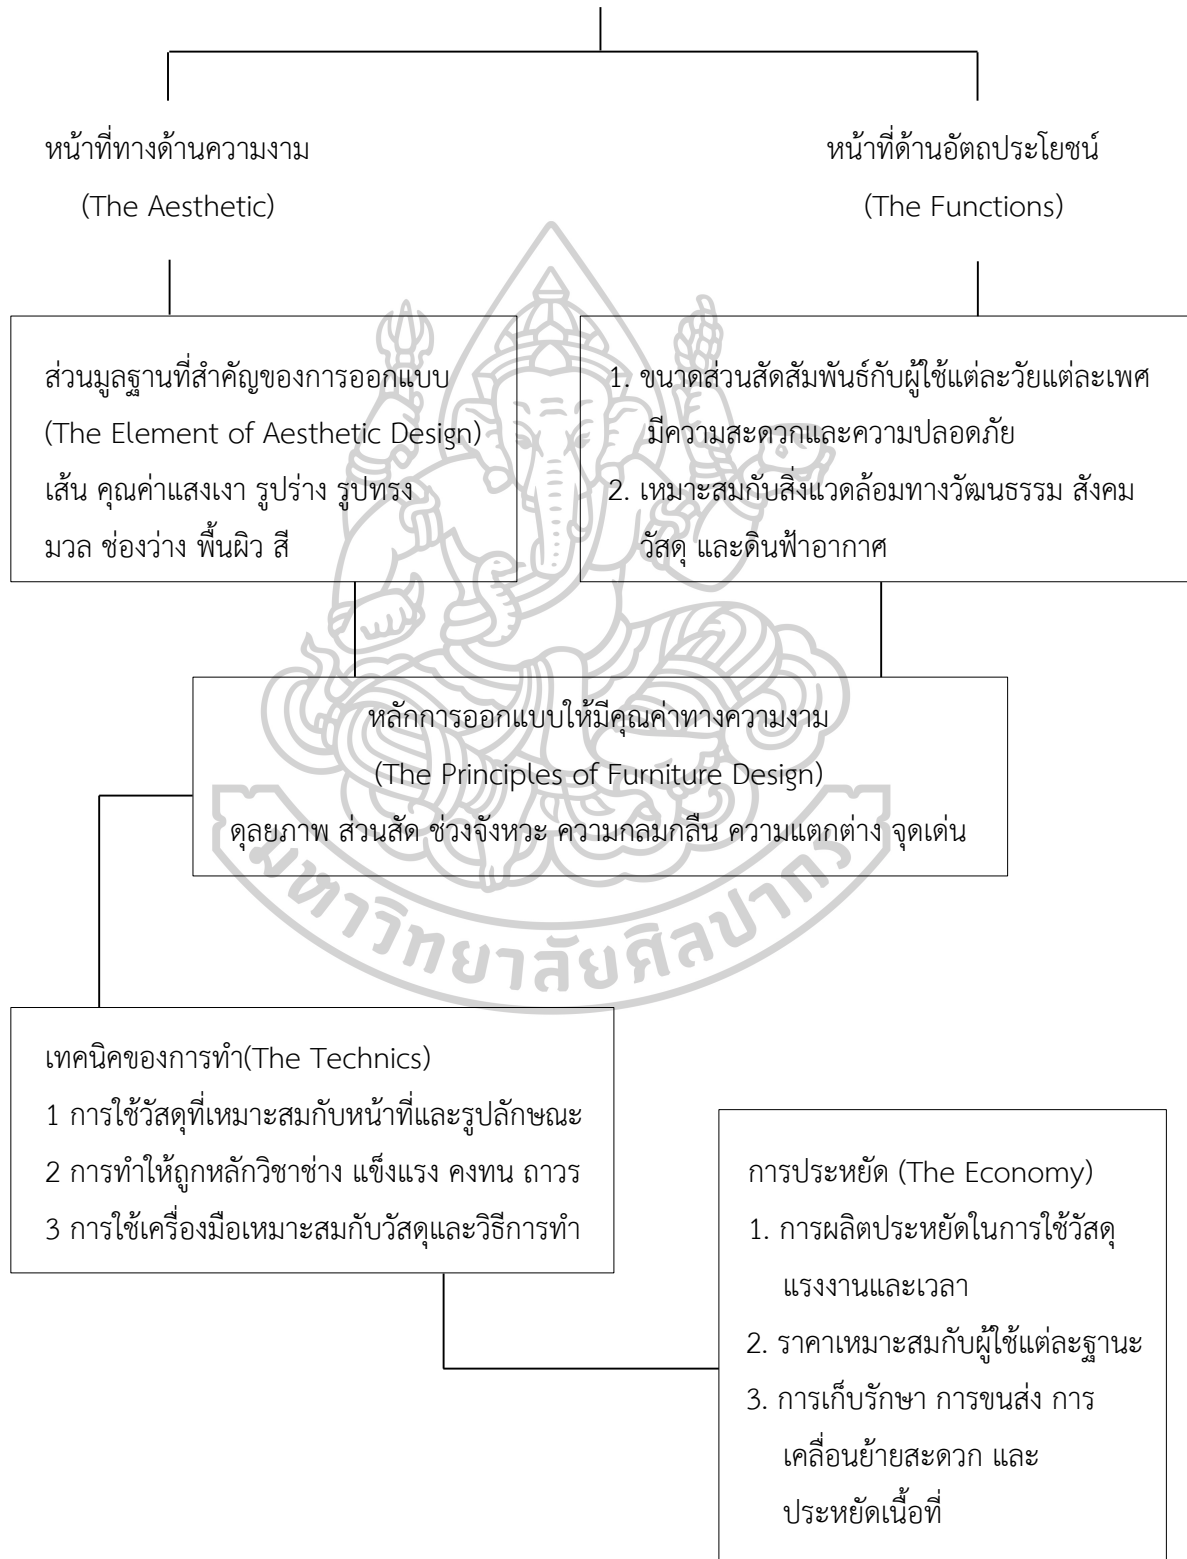 หน้าที่ทางด้านความงาม
(The Aesthetic)
หน้าที่ด้านอัตถประโยชน์
(The Functions)
ส่วนมูลฐานที่สำคัญของการออกแบบ
(The Element of Aesthetic Design)
เส้น คุณค่าแสงเงา รูปร่าง รูปทรง
มวล ช่องว่าง พื้นผิว สี
1. ขนาดส่วนสัดสัมพันธ์กับผู้ใช้แต่ละวัยแต่ละเพศ
มีความสะดวกและความปลอดภัย
2. เหมาะสมกับสิ่งแวดล้อมทางวัฒนธรรม สังคม
วัสดุ และดินฟ้าอากาศ
หลักการออกแบบให้มีคุณค่าทางความงาม
(The Principles of Furniture Design)
ดุลยภาพ ส่วนสัด ช่วงจังหวะ ความกลมกลืน ความแตกต่าง จุดเด่น
มหาวิทยาลัยศิลปากร
เทคนิคของการทำ(The Technics)
1 การใช้วัสดุที่เหมาะสมกับหน้าที่และรูปลักษณะ
2 การทำให้ถูกหลักวิชาช่าง แข็งแรง คงทน ถาวร
3 การใช้เครื่องมือเหมาะสมกับวัสดุและวิธีการทำ
การประหยัด (The Economy)
1. การผลิตประหยัดในการใช้วัสดุ
แรงงานและเวลา
2. ราคาเหมาะสมกับผู้ใช้แต่ละฐานะ
3. การเก็บรักษา การขนส่ง การ
เคลื่อนย้ายสะดวก และ
ประหยัดเนื้อที่